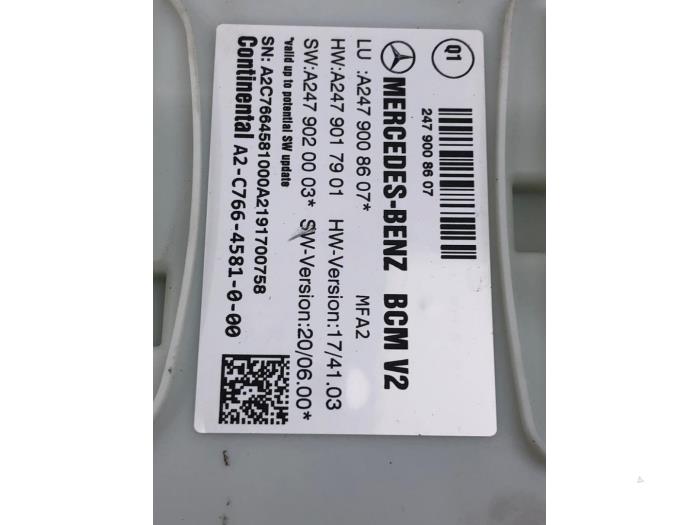 Q1
247 900 86 07
MERCEDES-BENZ BCM V2
LU :A247 900 86 07* MFA2
HW:A247 901 79 01 HW-Version:17/41.03
SW:A247 902 00 03* SW-Version:20/06.00*
*valid up to potential SW update
SN: A2C7664581000A2191700758
Continental A2-C766-4581-0-00